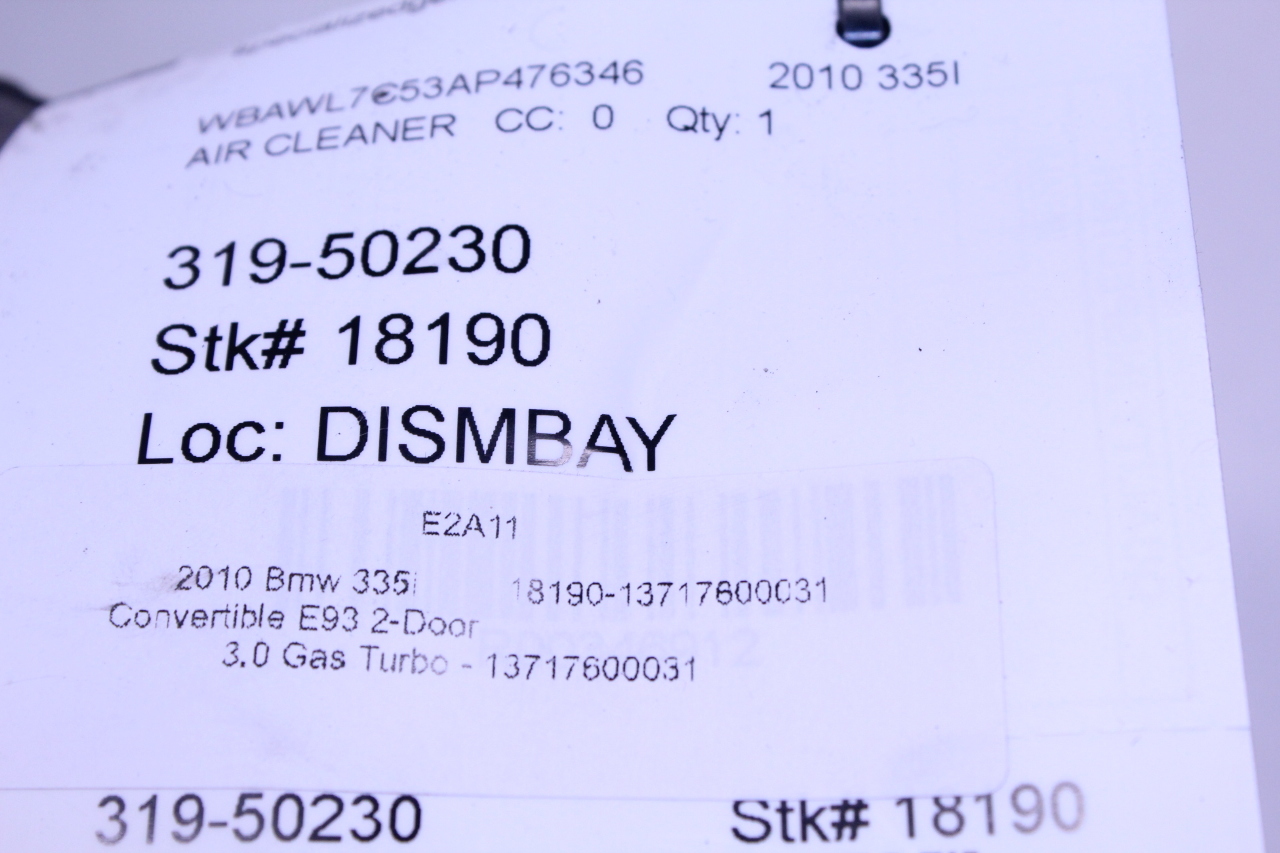 WBAWL7C53AP476346 2010 335I
AIR CLEANER CC: 0 Qty: 1
319-50230
Stk# 18190
Loc: DISMBAY
E2A11
2010 Bmw 335i 18190-13717600031
Convertible E93 2-Door
3.0 Gas Turbo - 13717600031
319-50230 Stk# 18190